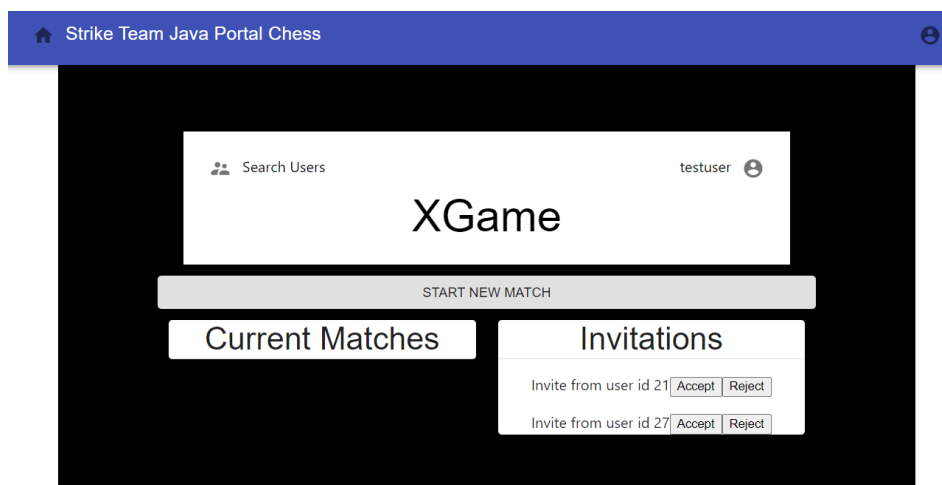 Strike Team Java Portal Chess
Search Users
testuser
XGame
START NEW MATCH
Current Matches
Invitations
Invite from user id 21 Accept Reject
Invite from user id 27 Accept Reject